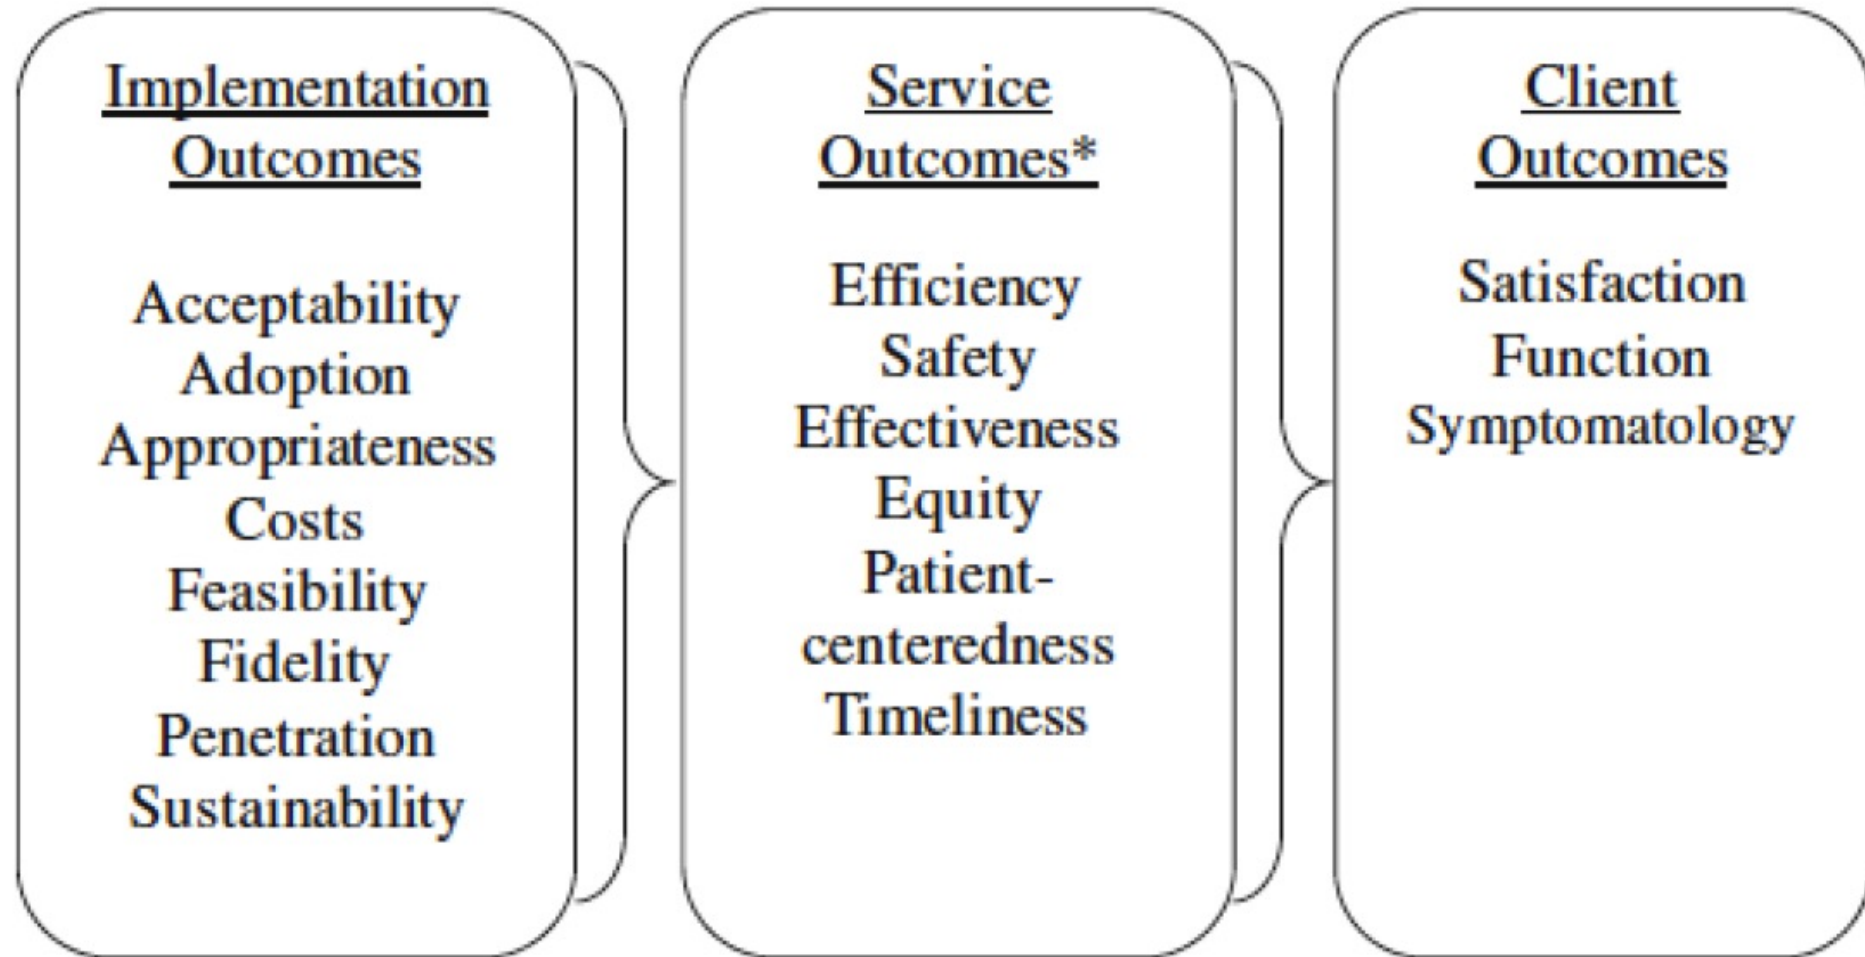 Implementation
Outcomes
Acceptability
Adoption
Appropriateness
Costs
Feasibility
Fidelity
Penetration
Sustainability
Service
Outcomes*
Efficiency
Safety
Effectiveness
Equity
Patient-
centeredness
Timeliness
Client
Outcomes
Satisfaction
Function
Symptomatology